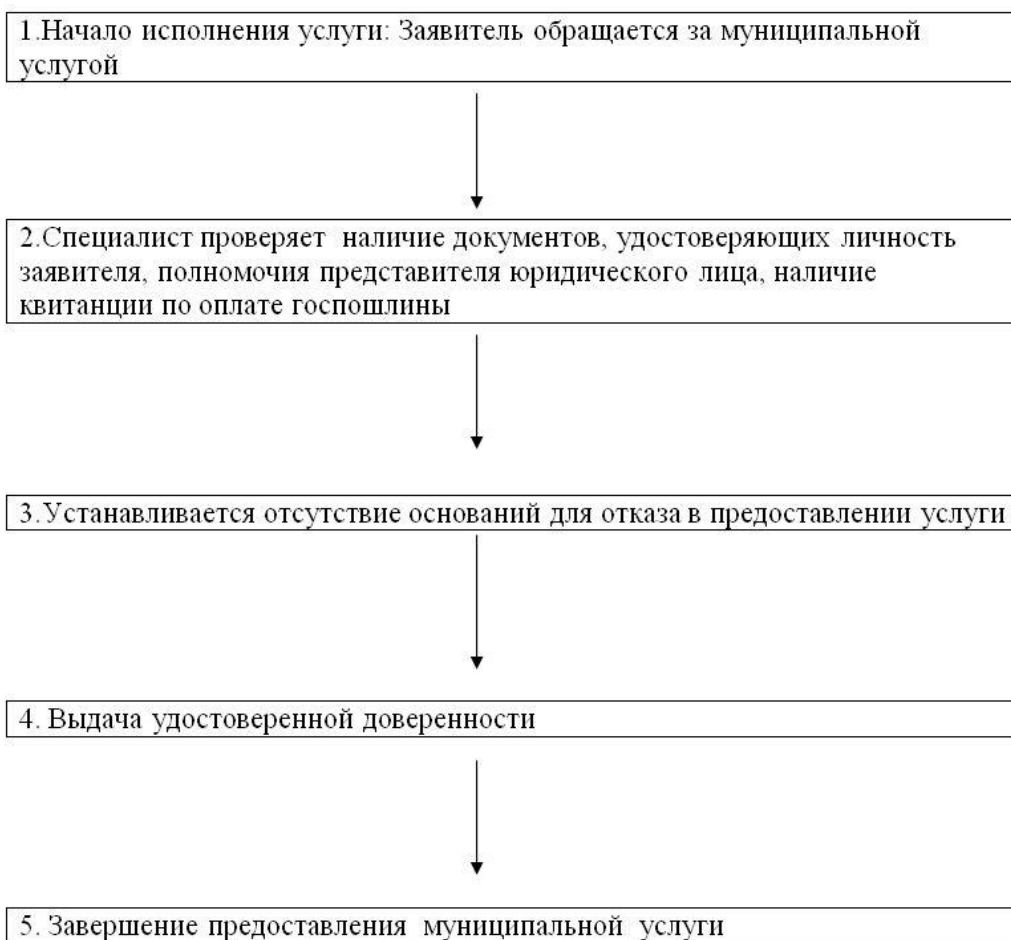 1.Начало исполнения услуги: Заявитель обращается за муниципальной
услугой
2.Специалист проверяет наличие документов, удостоверяющих личность
заявителя, полномочия представителя юридического лица, наличие
квитанции по оплате госпошлины
3.Устанавливается отсутствие оснований для отказа в предоставлении услуги
4. Выдача удостоверенной доверенности
5. Завершение предоставления муниципальной услуги